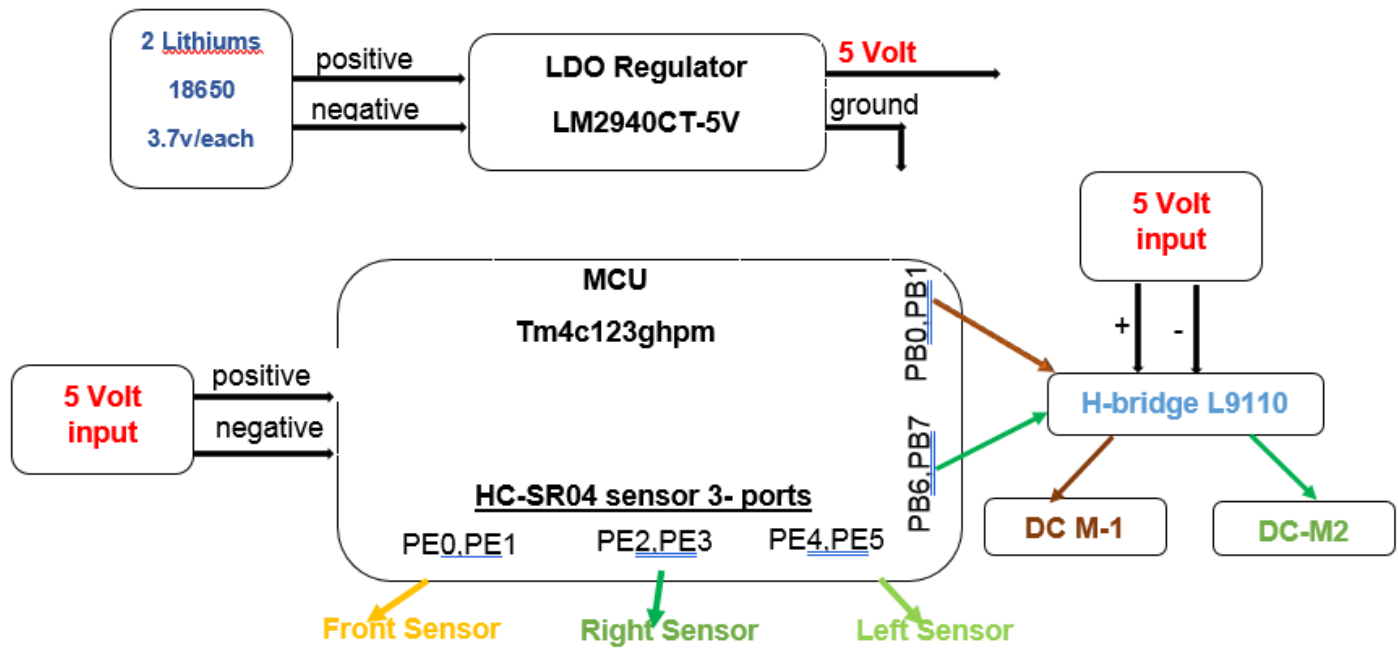 2 Lithiums
18650
3.7v/each
positive
negative
LDO Regulator
LM2940CT-5V
5 Volt
ground
5 Volt
input
+
-
MCU
Tm4c123ghpm
PB0,PB1
PB6,PB7
5 Volt
input
positive
negative
H-bridge L9110
DC M-1
DC-M2
HC-SR04 sensor 3- ports
PE0,PE1
PE2,PE3
PE4,PE5
Front Sensor
Right Sensor
Left Sensor